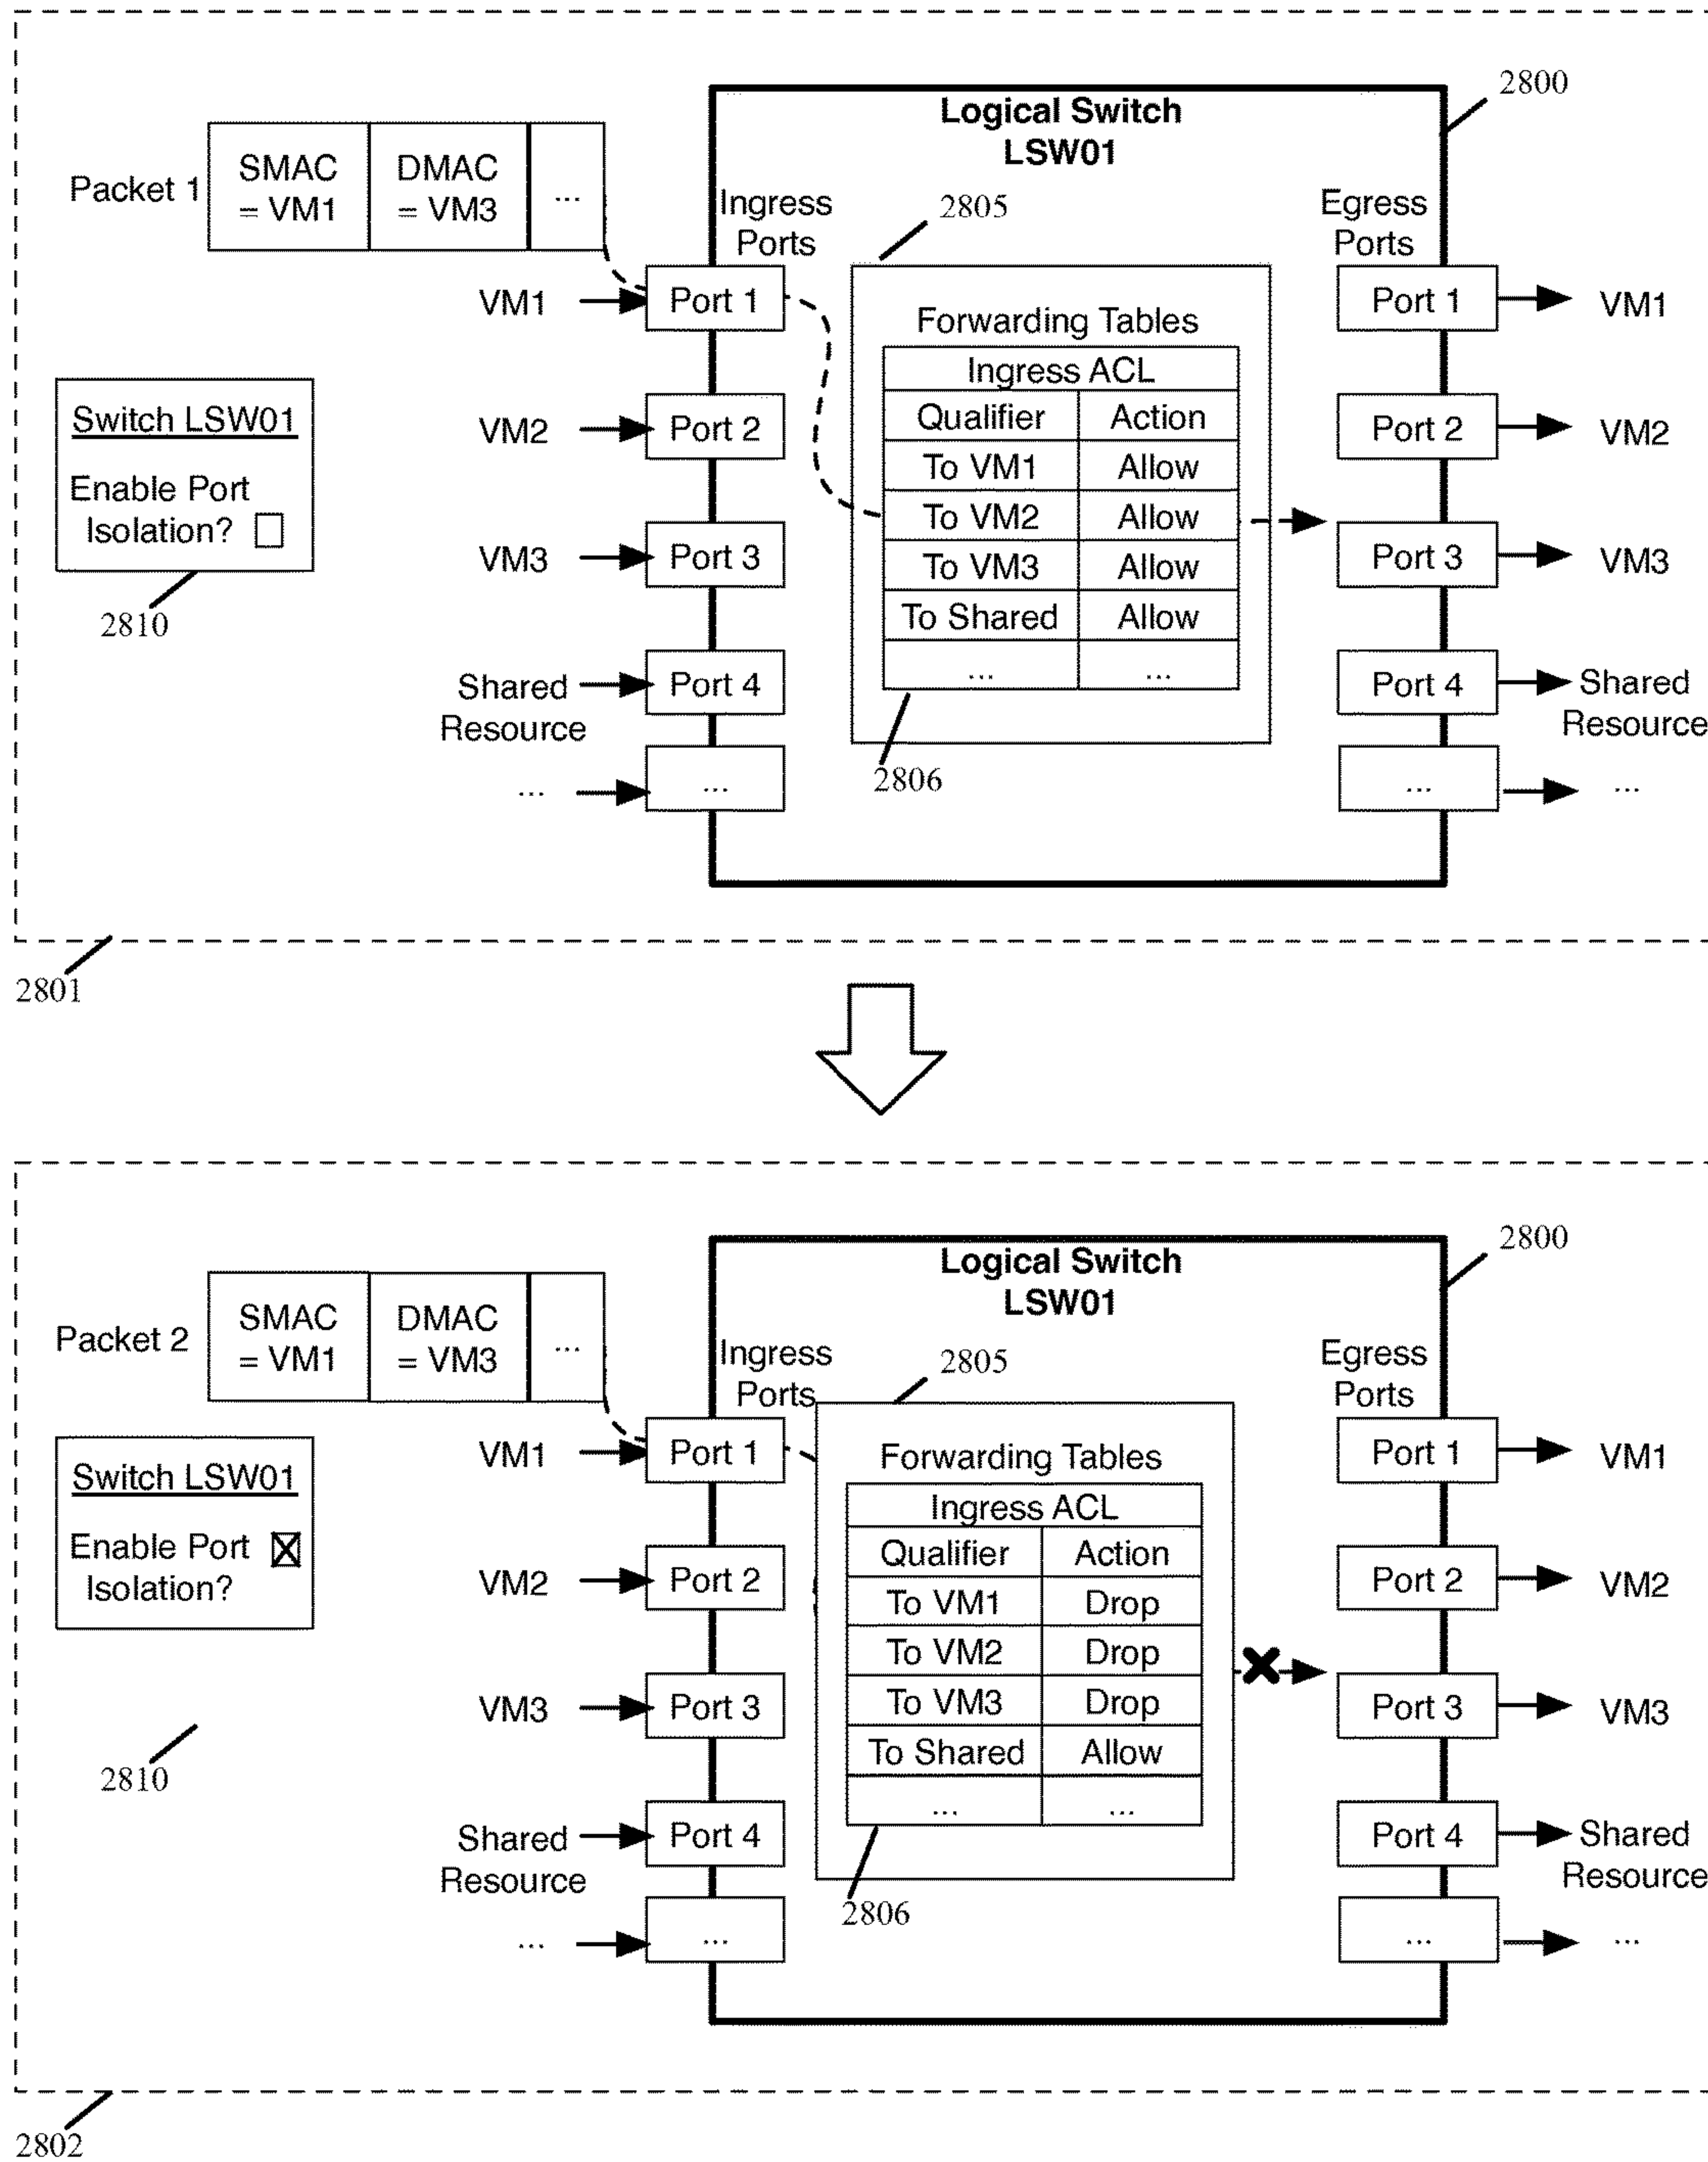 2800
Logical Switch
LSW01
Packet 1
SMAC
= VM1
DMAC
= VM3
...
Ingress
Ports
2805
Egress
Ports
VM1
Port 1
Forwarding Tables
Port 1
VM1
Ingress ACL
Switch LSW01
Enable Port
Isolation?
2810
VM2
Port 2
Qualifier
Action
Port 2
VM2
To VM1
Allow
To VM2
Allow
VM3
Port 3
To VM3
Allow
Port 3
VM3
To Shared
Allow
...
...
Shared
Resource
Port 4
Port 4
Shared
Resource
2806
...
...
...
...
2801
2800
Logical Switch
LSW01
Packet 2
SMAC
= VM1
DMAC
= VM3
...
Ingress
Ports
2805
Egress
Ports
VM1
Port 1
Forwarding Tables
Port 1
VM1
Switch LSW01
Enable Port
Isolation?
Ingress ACL
Qualifier
Action
VM2
Port 2
To VM1
Drop
Port 2
VM2
To VM2
Drop
VM3
Port 3
To VM3
Drop
Port 3
VM3
2810
To Shared
Allow
...
...
Shared
Resource
Port 4
Port 4
Shared
Resource
2806
...
...
...
...
2802